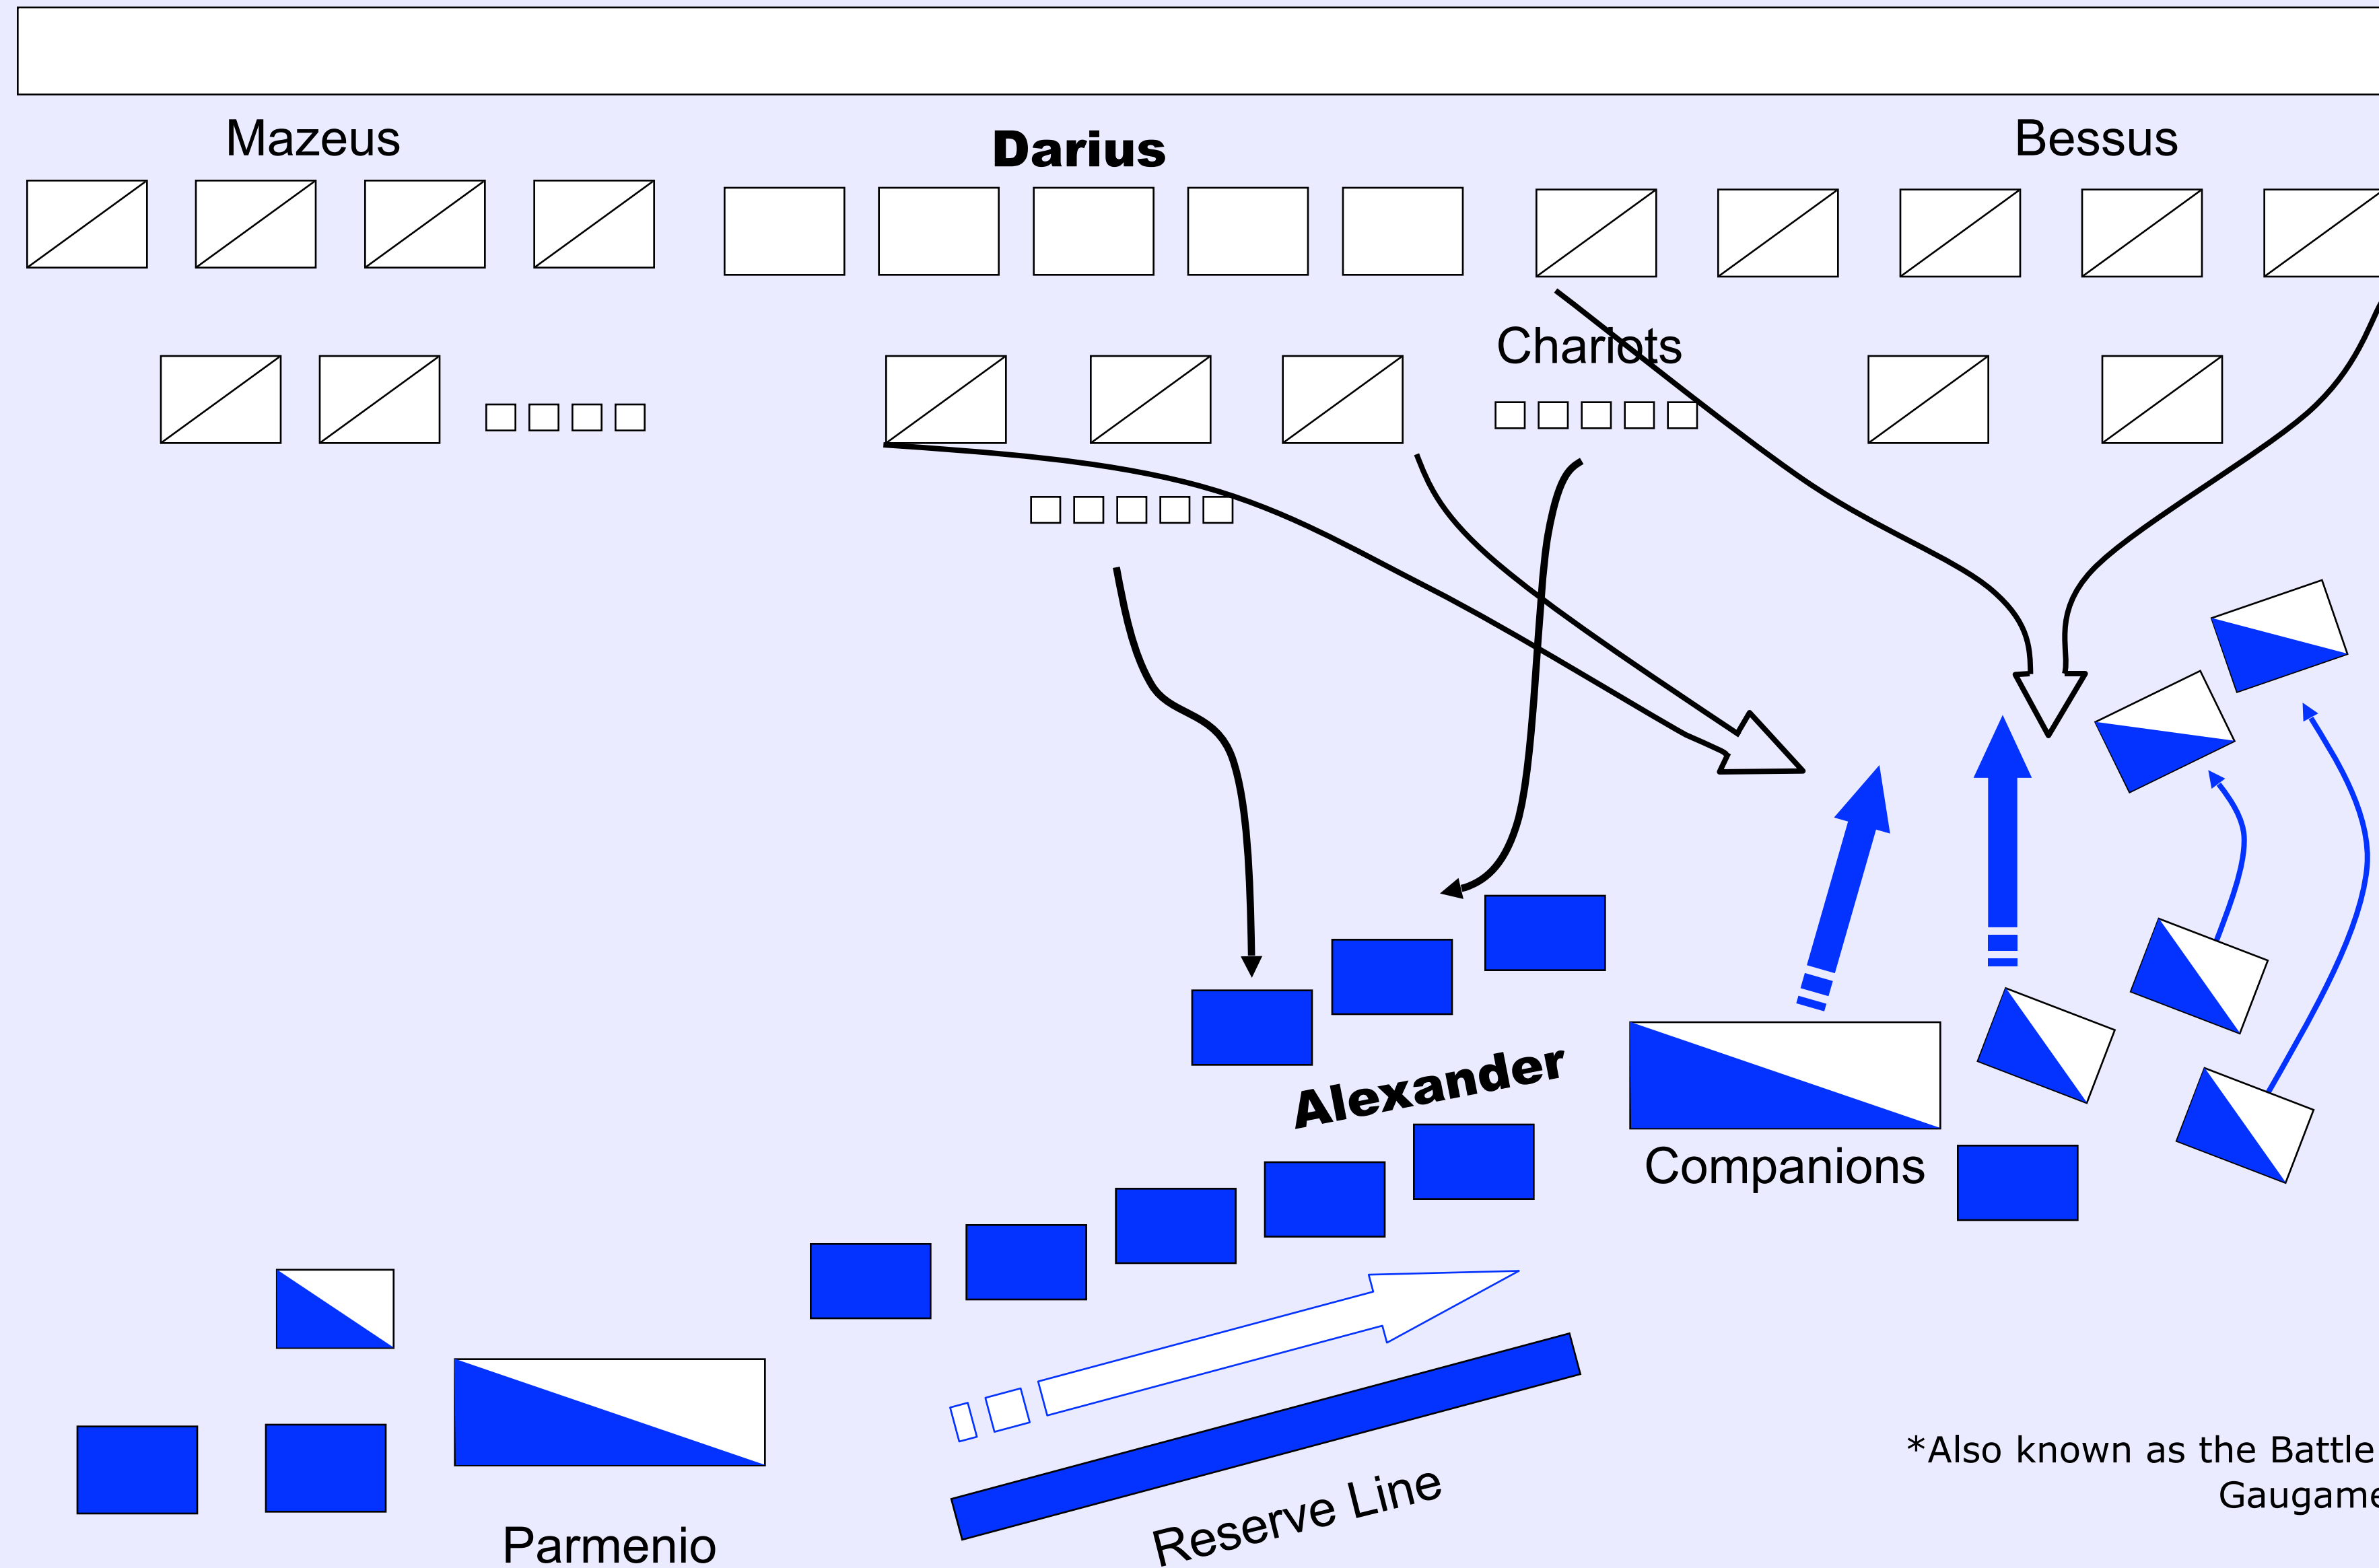 Mazeus
Darius
Bessus
Chariots
Alexander
Companions
Parmenio
Reserve Line
*Also known as the Battle
Gaugame